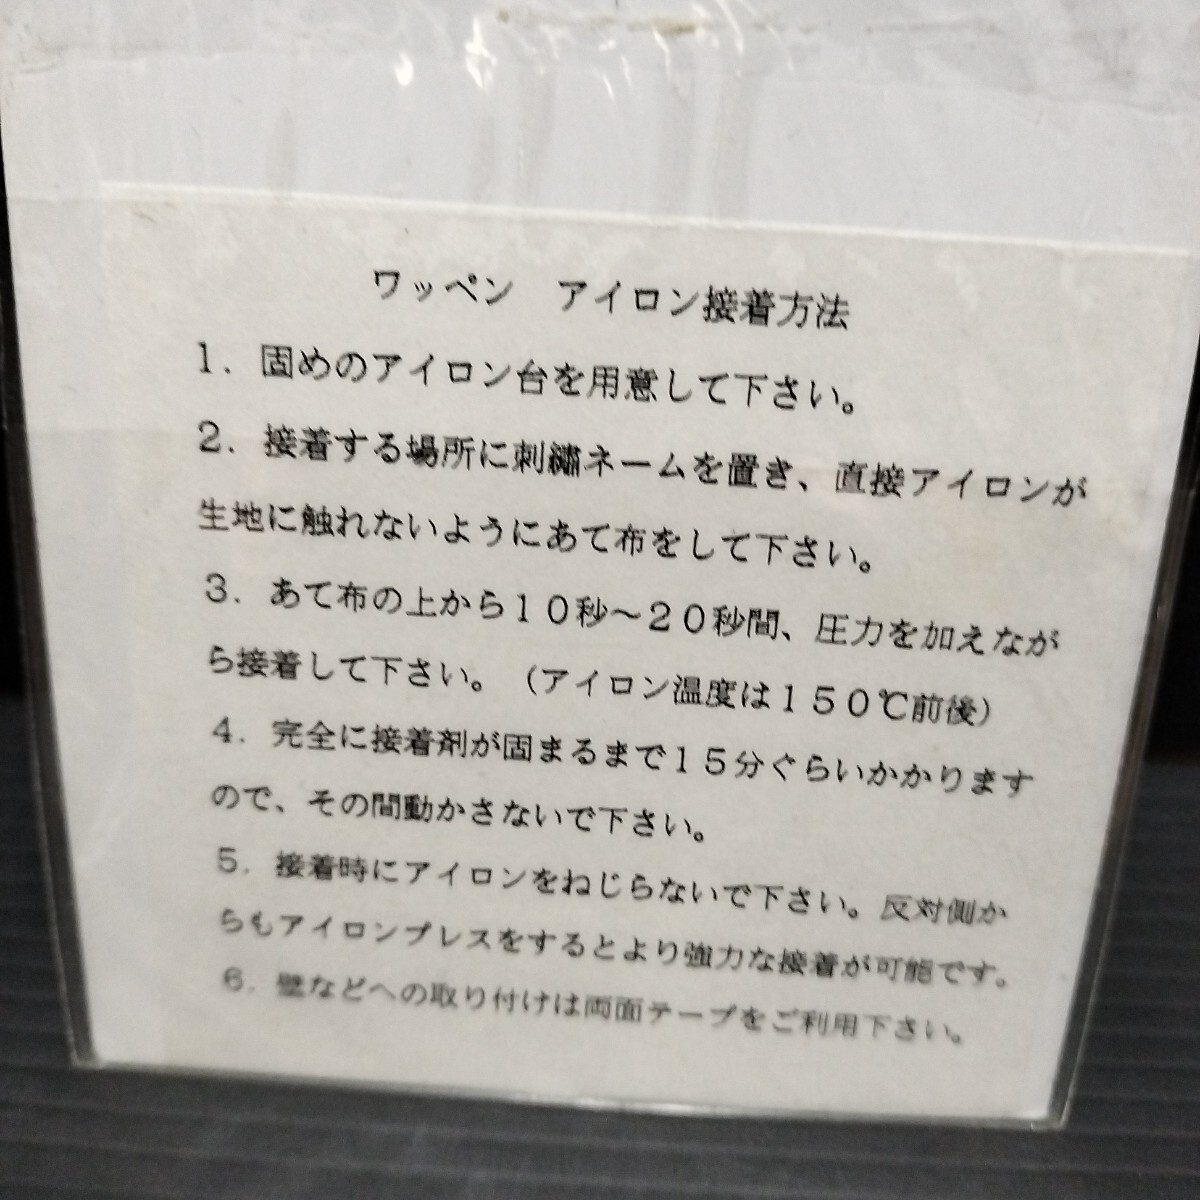 ワッペン　アイロン接着方法
１．固めのアイロン台を用意して下さい。
２．接着する場所に刺繍ネームを置き、直接アイロンが
生地に触れないようにあて布をして下さい。
３．あて布の上から１０秒～２０秒間、圧力を加えなが
ら接着して下さい。（アイロン温度は１５０℃前後）
４．完全に接着剤が固まるまで１５分ぐらいかかります
ので、その間動かさないで下さい。
５．接着時にアイロンをねじらないで下さい。反対側か
らもアイロンプレスをするとより強力な接着が可能です。
６．壁などへの取り付けは両面テープをご利用下さい。